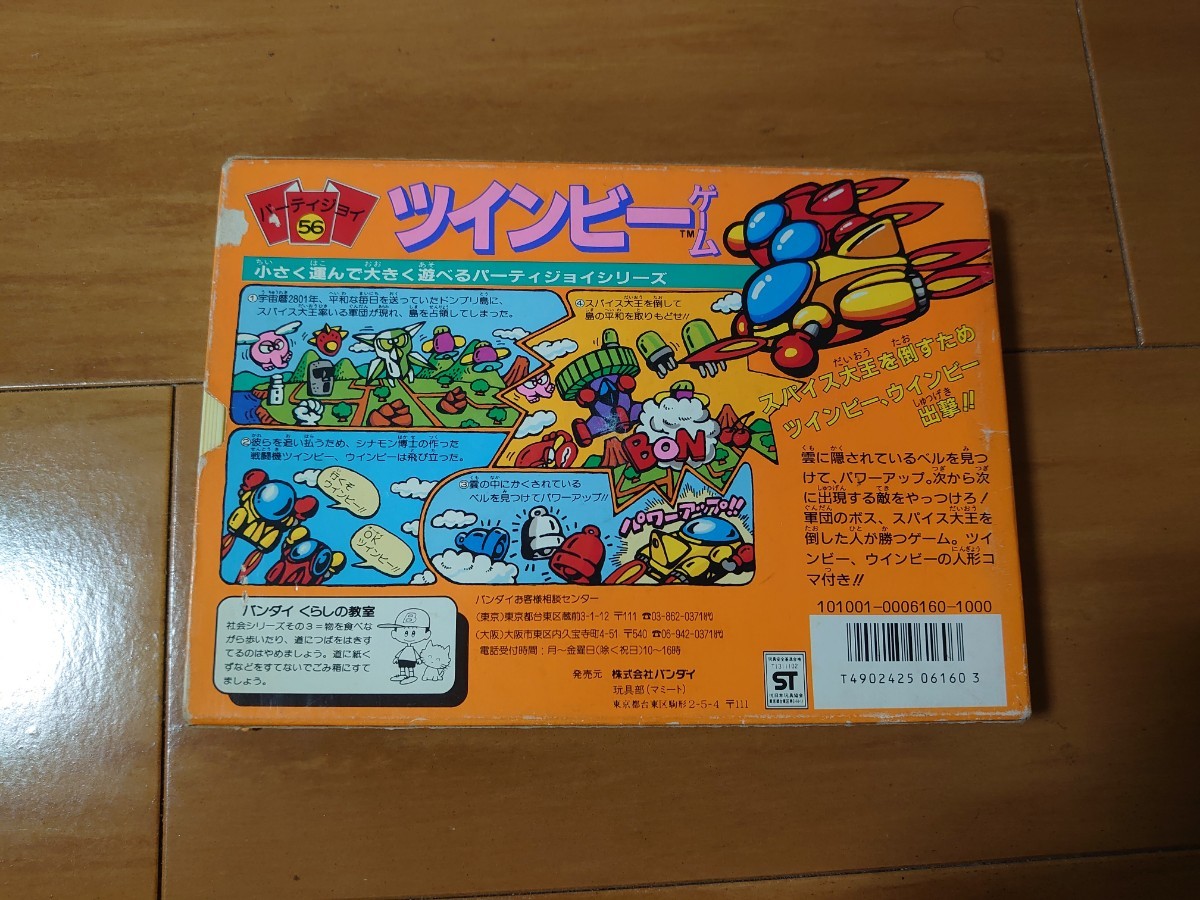 パーティジョイ
56
ツインビー
ゲーム
TM
小さく運んで大きく遊べるパーティジョイシリーズ
①宇宙暦2801年、平和な毎日を送っていたドンブリ島に、
スパイス大王率いる軍団が現れ、島を占領してしまった。
②彼らを追い払うため、シナモン博士の作った
戦闘機ツインビー、ウインビーは飛び立った。
行くぞ
ウインビー!!
OK
ツインビー!!
③雲の中にかくされている
ベルを見つけてパワーアップ!!
パワーアップ!!
④スパイス大王を倒して
島の平和を取りもどせ!!
BON
スパイス大王を倒すため
ツインビー、ウインビー
出撃!!
雲に隠されているベルを見つ
けて、パワーアップ。次から次
に出現する敵をやっつけろ!
軍団のボス、スパイス大王を
倒した人が勝つゲーム。ツイ
ンビー、ウインビーの人形コ
マ付き!!
バンダイ くらしの教室
社会シリーズその3＝物を食べな
がら歩いたり、道につばをはきす
てるのはやめましょう。道に紙く
ずなどをすてないでごみ箱にすて
ましょう。
B
バンダイお客様相談センター
(東京)東京都台東区蔵前3-1-12 〒111 ☎03-862-0371㈹
(大阪)大阪市東区内久宝寺町4-51 〒540 ☎06-942-0371㈹
電話受付時間：月〜金曜日(除く祝日)10〜16時
発売元 株式会社バンダイ
玩具部(マミート)
東京都台東区駒形2-5-4 〒111
101001-0006160-1000
ST
T4902425 06160 3